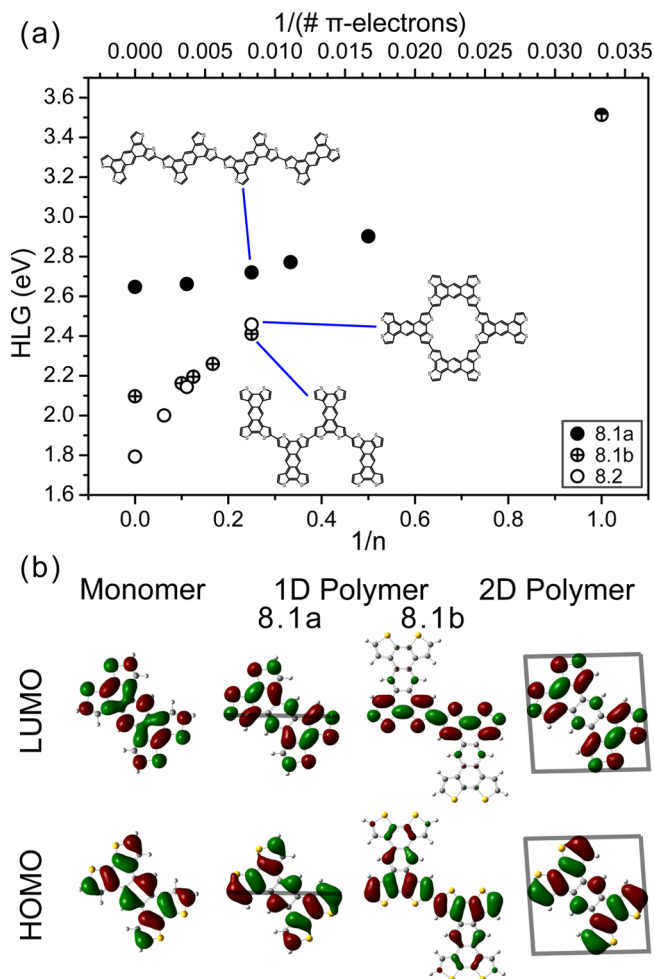 (a)
1/(# π-electrons)
0.000 0.005 0.010 0.015 0.020 0.025 0.030 0.035
HLG (eV)
3.6
3.4
3.2
3.0
2.8
2.6
2.4
2.2
2.0
1.8
1.6
8.1a
8.1b
8.2
0.0 0.2 0.4 0.6 0.8 1.0
1/n
(b)
Monomer 1D Polymer 2D Polymer
8.1a 8.1b
LUMO
HOMO